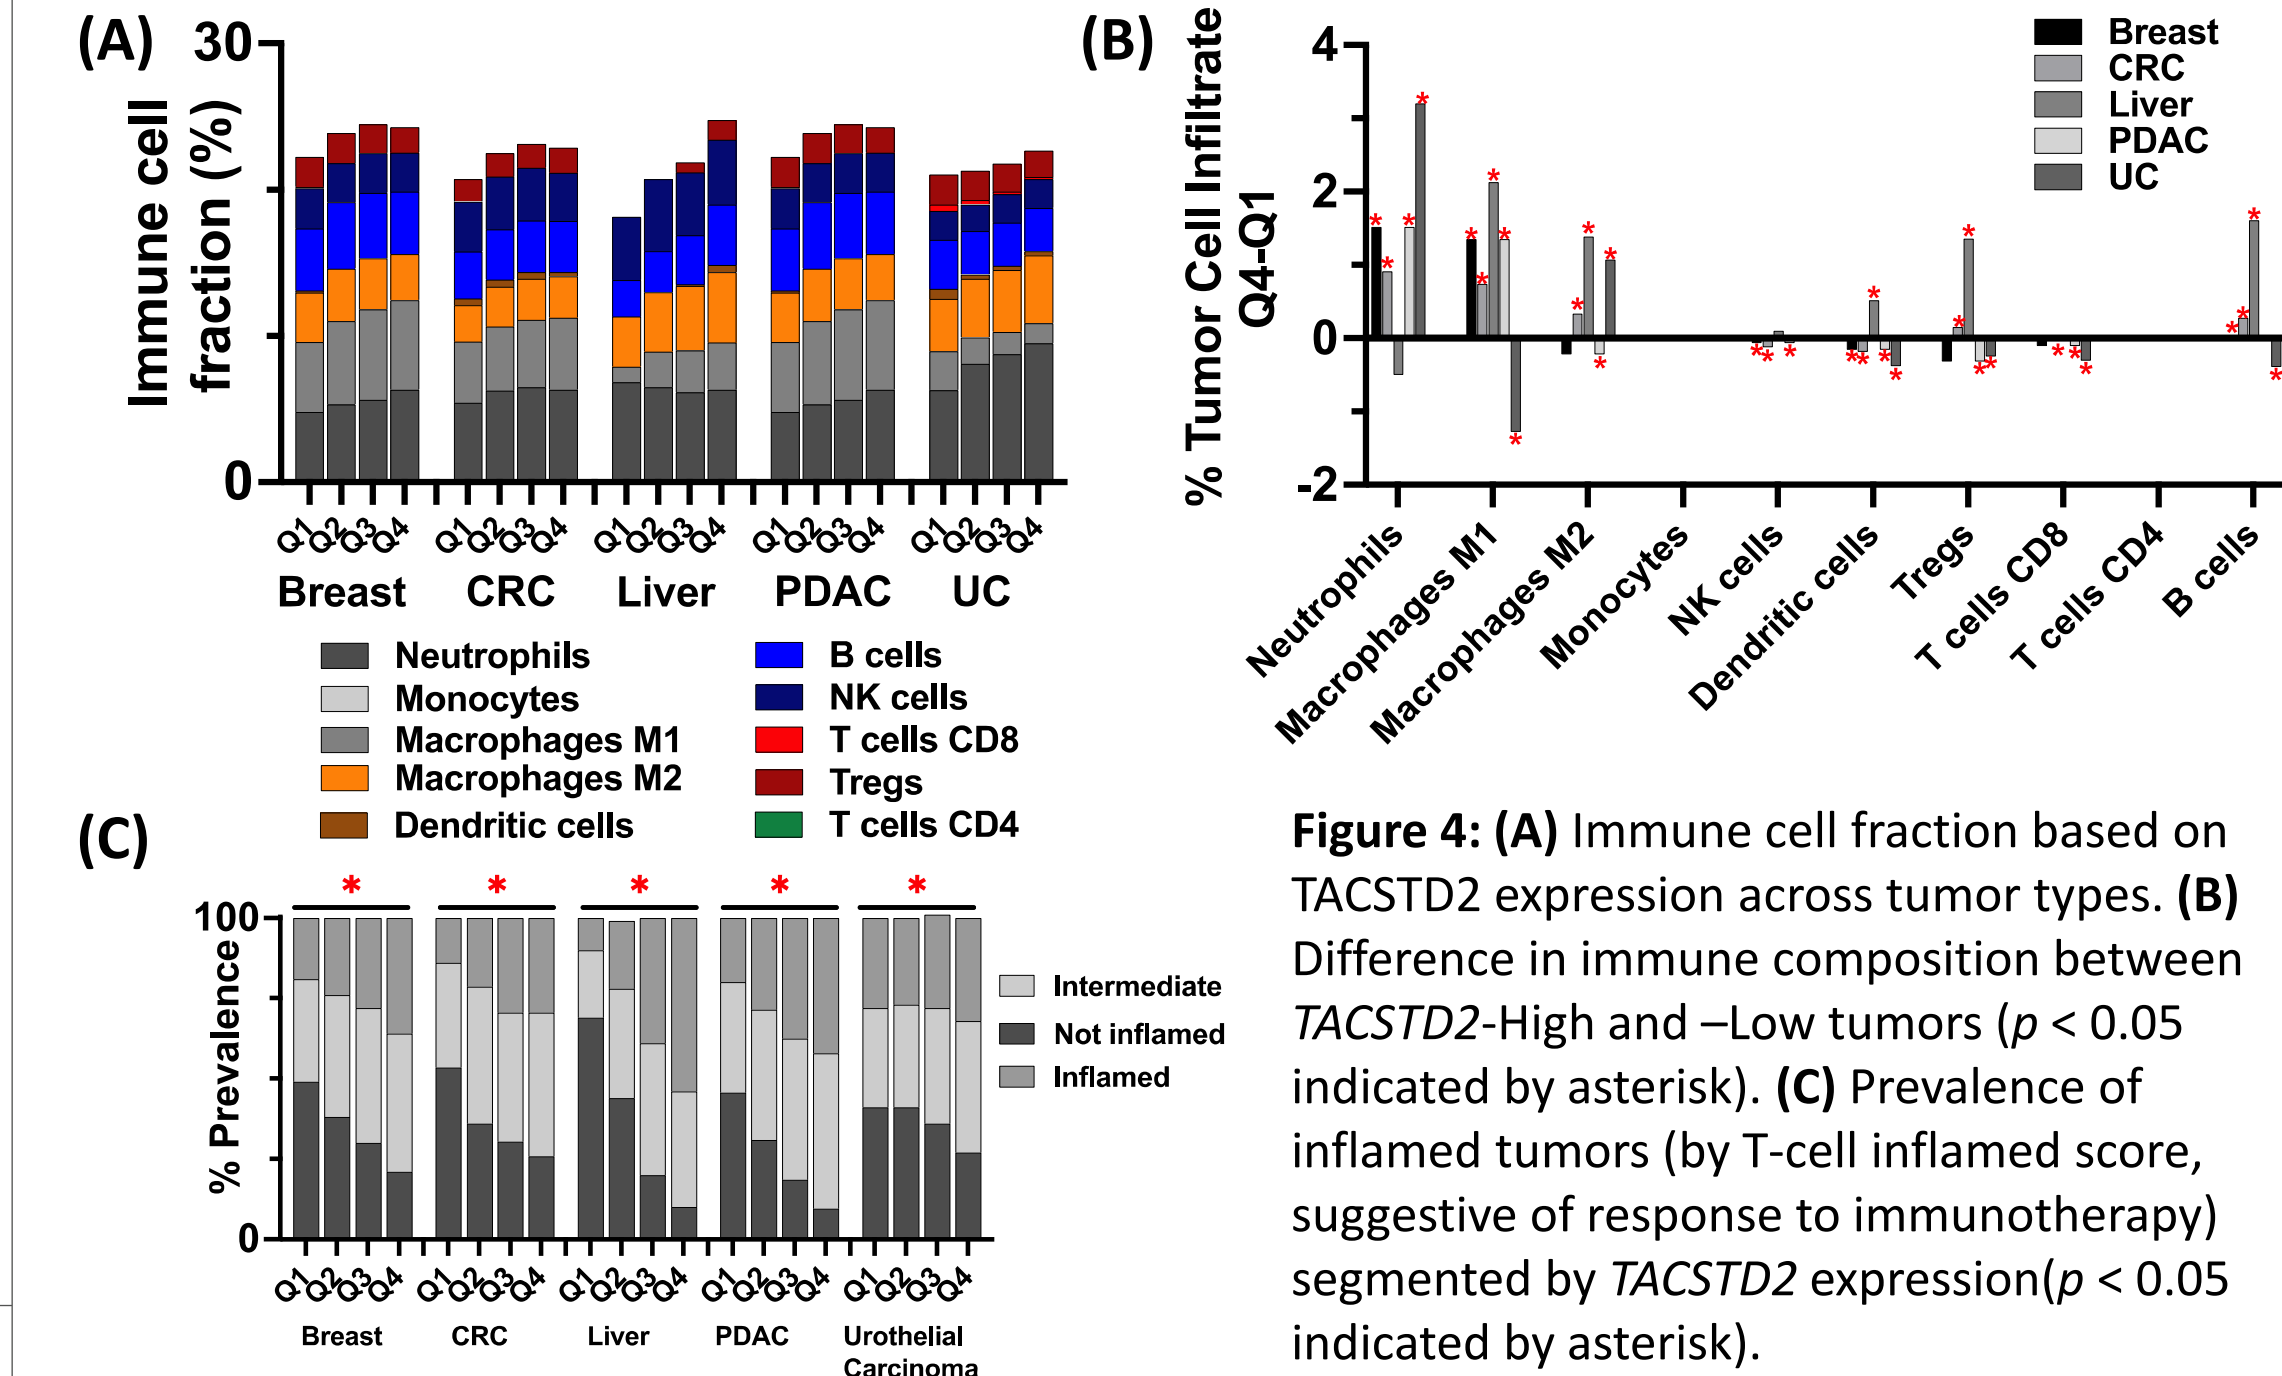 (A)
30
0
Immune cell
fraction (%)
Q1 Q2 Q3 Q4 Q1 Q2 Q3 Q4 Q1 Q2 Q3 Q4 Q1 Q2 Q3 Q4 Q1 Q2 Q3 Q4
Breast CRC Liver PDAC UC
Neutrophils
Monocytes
Macrophages M1
Macrophages M2
Dendritic cells
B cells
NK cells
T cells CD8
Tregs
T cells CD4
(B)
% Tumor Cell Infiltrate
Q4-Q1
4
2
0
-2
Breast
CRC
Liver
PDAC
UC
* * * * * * * * * * * * * * * * * * * * * * * * * * * * * * * *
Neutrophils
Macrophages M1
Macrophages M2
Monocytes
NK cells
Dendritic cells
Tregs
T cells CD8
T cells CD4
B cells
(C)
% Prevalence
100
0
* * * * *
Q1 Q2 Q3 Q4 Q1 Q2 Q3 Q4 Q1 Q2 Q3 Q4 Q1 Q2 Q3 Q4 Q1 Q2 Q3 Q4
Breast CRC Liver PDAC Urothelial
Carcinoma
Intermediate
Not inflamed
Inflamed
Figure 4: (A) Immune cell fraction based on
TACSTD2 expression across tumor types. (B)
Difference in immune composition between
TACSTD2-High and –Low tumors (p < 0.05
indicated by asterisk). (C) Prevalence of
inflamed tumors (by T-cell inflamed score,
suggestive of response to immunotherapy)
segmented by TACSTD2 expression(p < 0.05
indicated by asterisk).